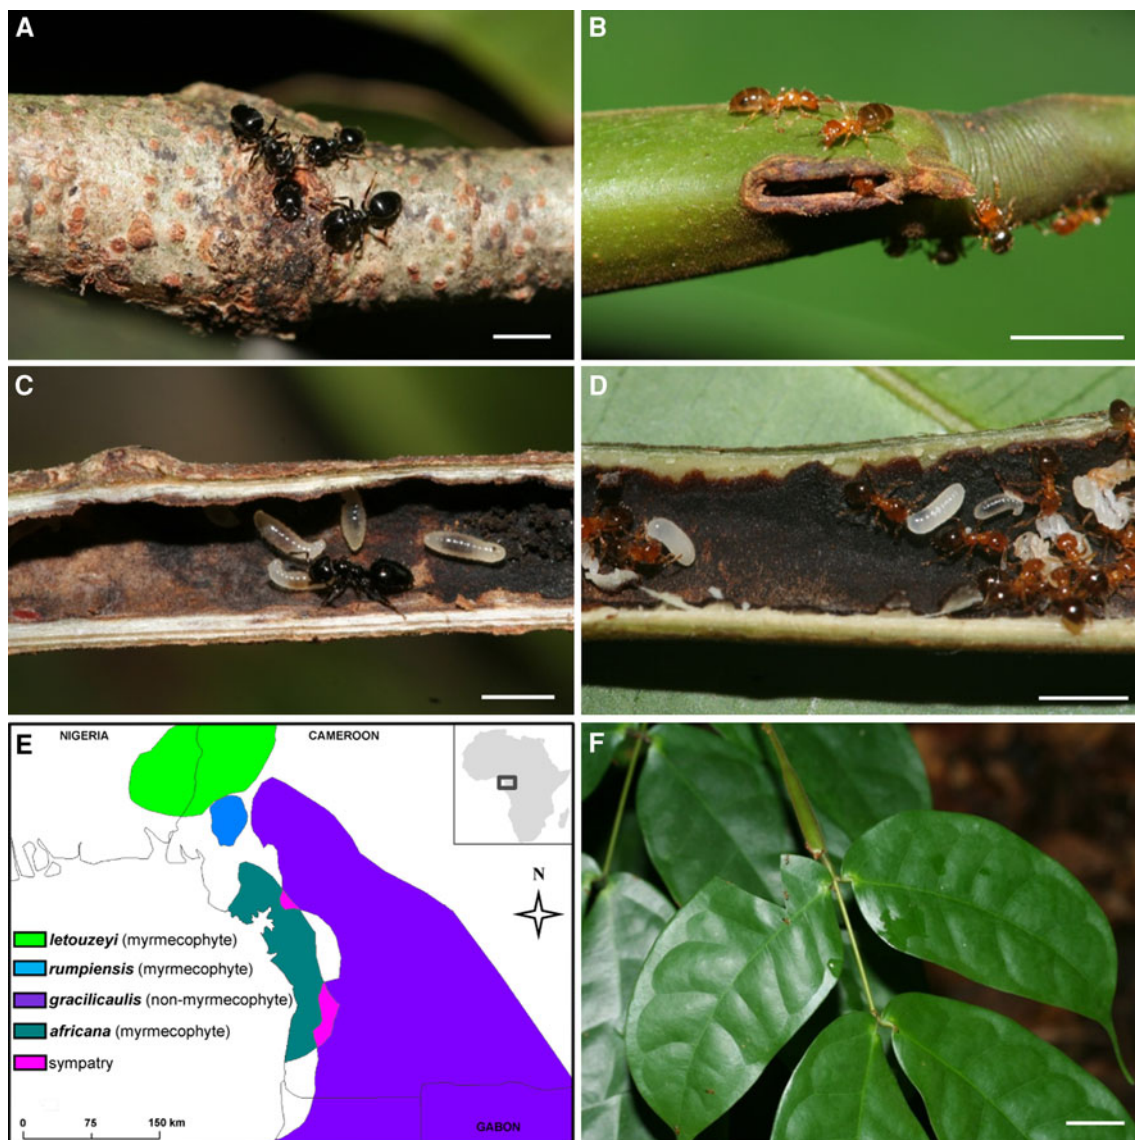 A
B
C
D
E
NIGERIA
CAMEROON
N
letouzeyi (myrmecophyte)
rumpiensis (myrmecophyte)
gracilicaulis (non-myrmecophyte)
africana (myrmecophyte)
sympatry
0 75 150 km
GABON
F